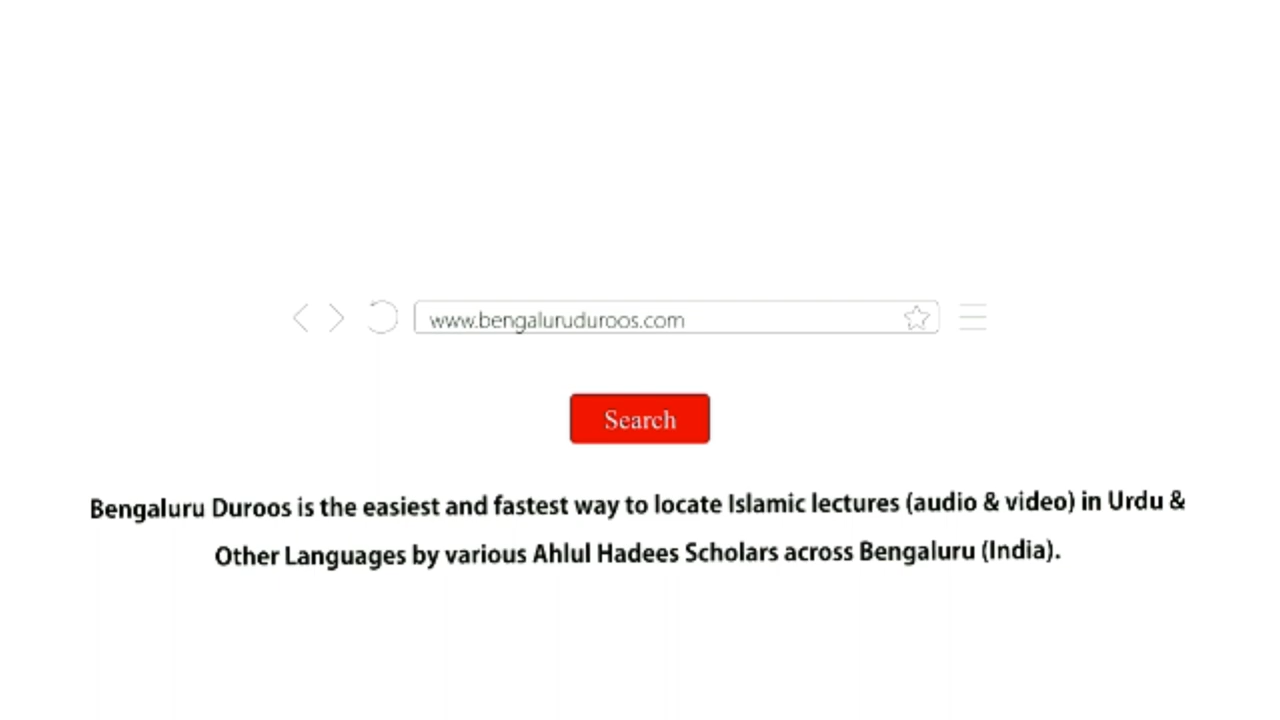 www.bengaluruduroos.com
Search
Bengaluru Duroos is the easiest and fastest way to locate Islamic lectures (audio & video) in Urdu &
Other Languages by various Ahlul Hadees Scholars across Bengaluru (India).